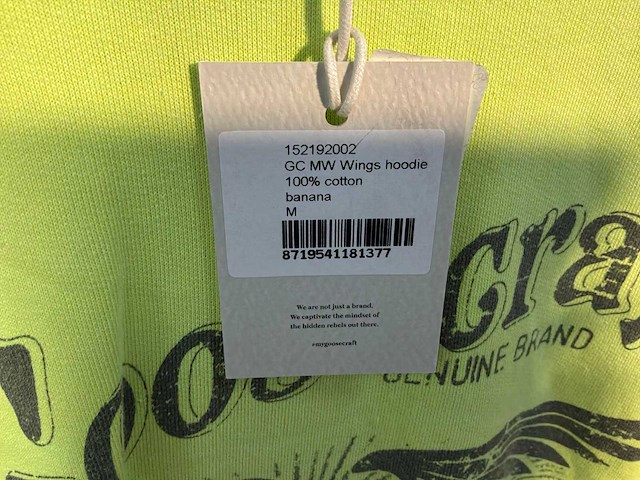 152192002
GC MW Wings hoodie
100% cotton
banana
M
8719541181377
We are not just a brand.
We captivate the mindset of
the hidden rebels out there.
#mygoosecraft
GENUINE BRAND